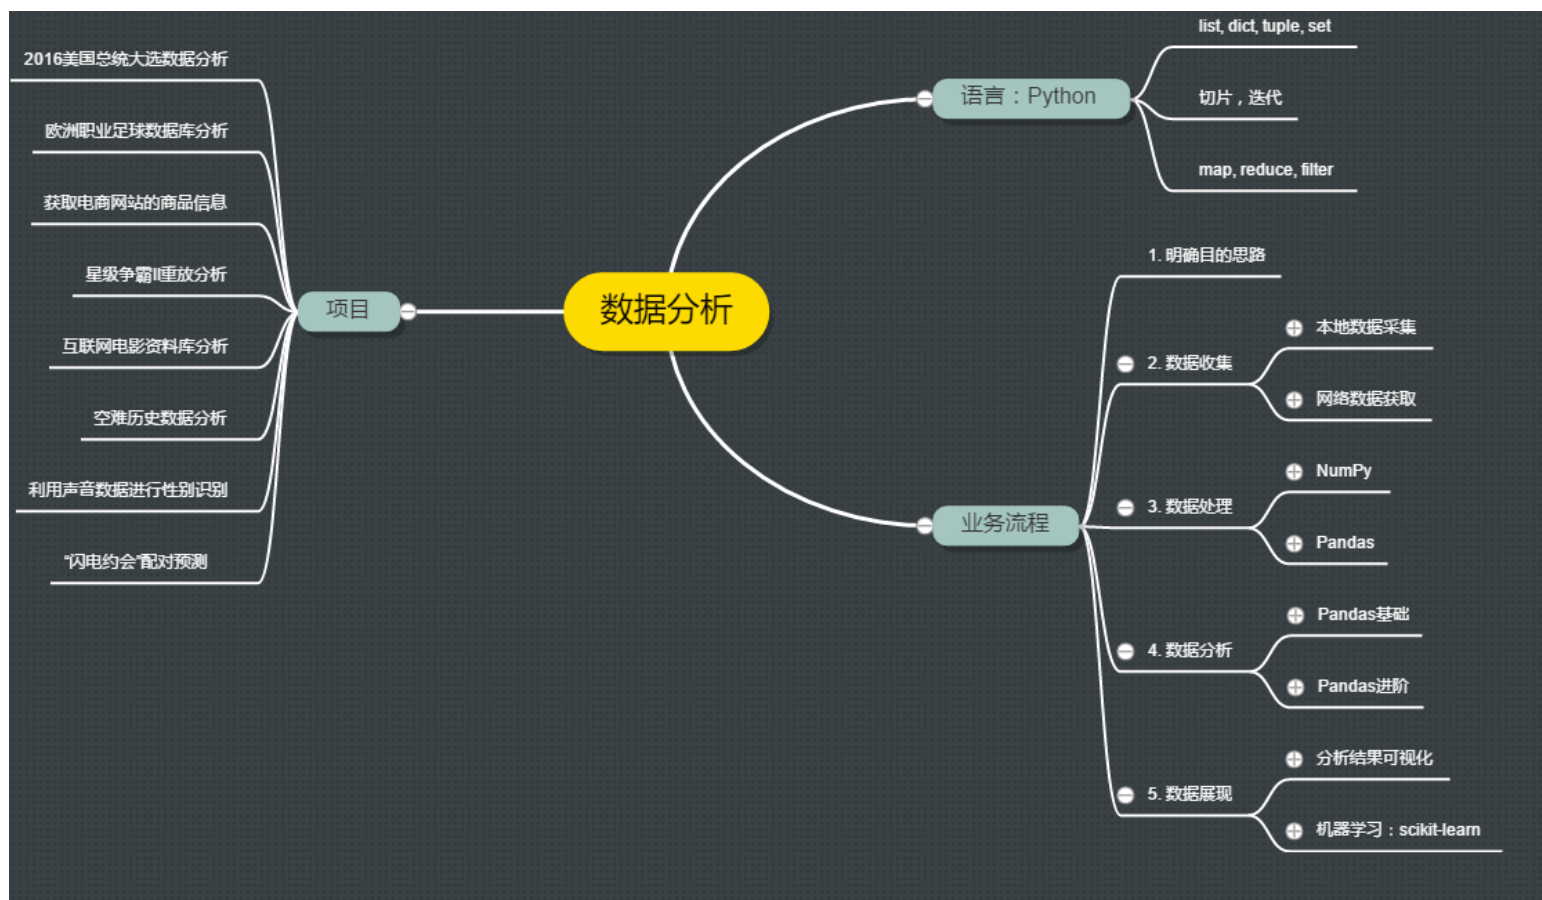 数据分析
语言：Python
list, dict, tuple, set
切片，迭代
map, reduce, filter
业务流程
1. 明确目的思路
2. 数据收集
本地数据采集
网络数据获取
3. 数据处理
NumPy
Pandas
4. 数据分析
Pandas基础
Pandas进阶
5. 数据展现
分析结果可视化
机器学习：scikit-learn
项目
2016美国总统大选数据分析
欧洲职业足球数据库分析
获取电商网站的商品信息
星级争霸II重放分析
互联网电影资料库分析
空难历史数据分析
利用声音数据进行性别识别
“闪电约会”配对预测